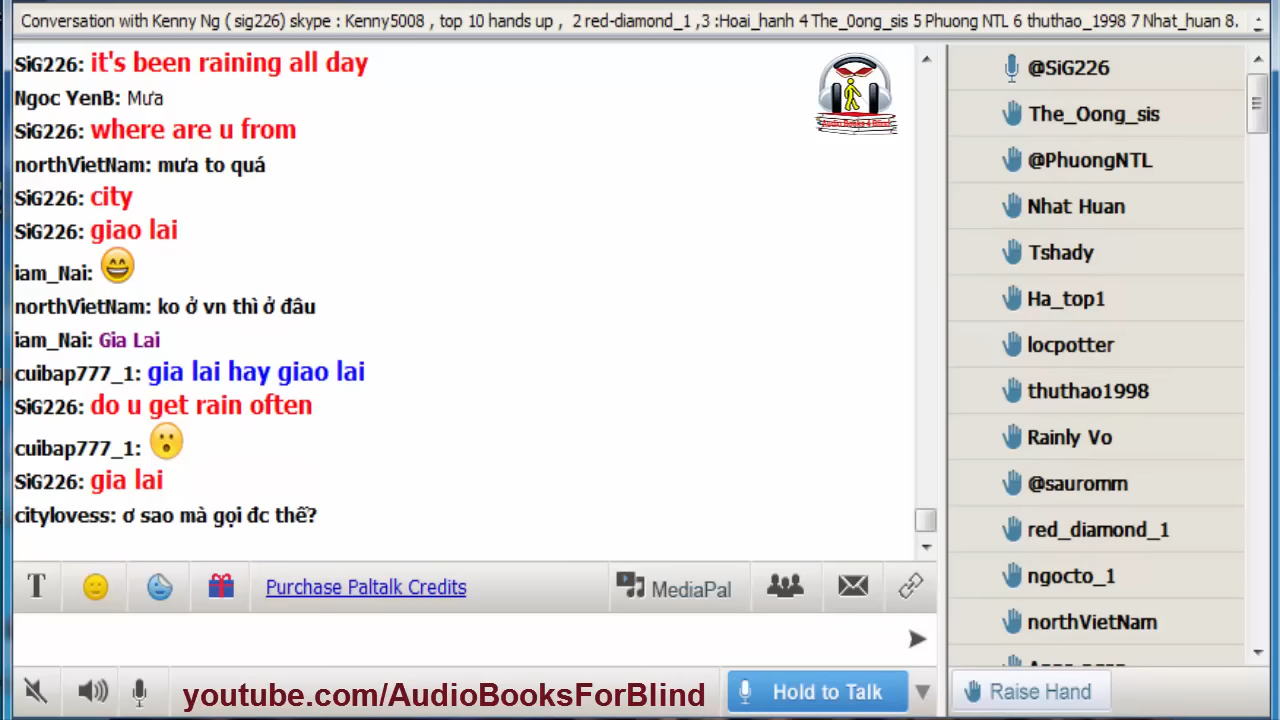 Conversation with Kenny Ng ( sig226) skype : Kenny5008 , top 10 hands up , 2 red-diamond_1 ,3 :Hoai_hanh 4 The_0ong_sis 5 Phuong NTL 6 thuthao_1998 7 Nhat_huan 8.
SiG226: it's been raining all day
Ngoc YenB: Mưa
SiG226: where are u from
northVietNam: mưa to quá
SiG226: city
SiG226: giao lai
iam_Nai:
northVietNam: ko ở vn thì ở đâu
iam_Nai: Gia Lai
cuibap777_1: gia lai hay giao lai
SiG226: do u get rain often
cuibap777_1:
SiG226: gia lai
citylovess: ơ sao mà gọi đc thế?
Audio Books 4 Blind
@SiG226
The_Oong_sis
@PhuongNTL
Nhat Huan
Tshady
Ha_top1
locpotter
thuthao1998
Rainly Vo
@sauromm
red_diamond_1
ngocto_1
northVietNam
T Purchase Paltalk Credits MediaPal
youtube.com/AudioBooksForBlind Hold to Talk Raise Hand